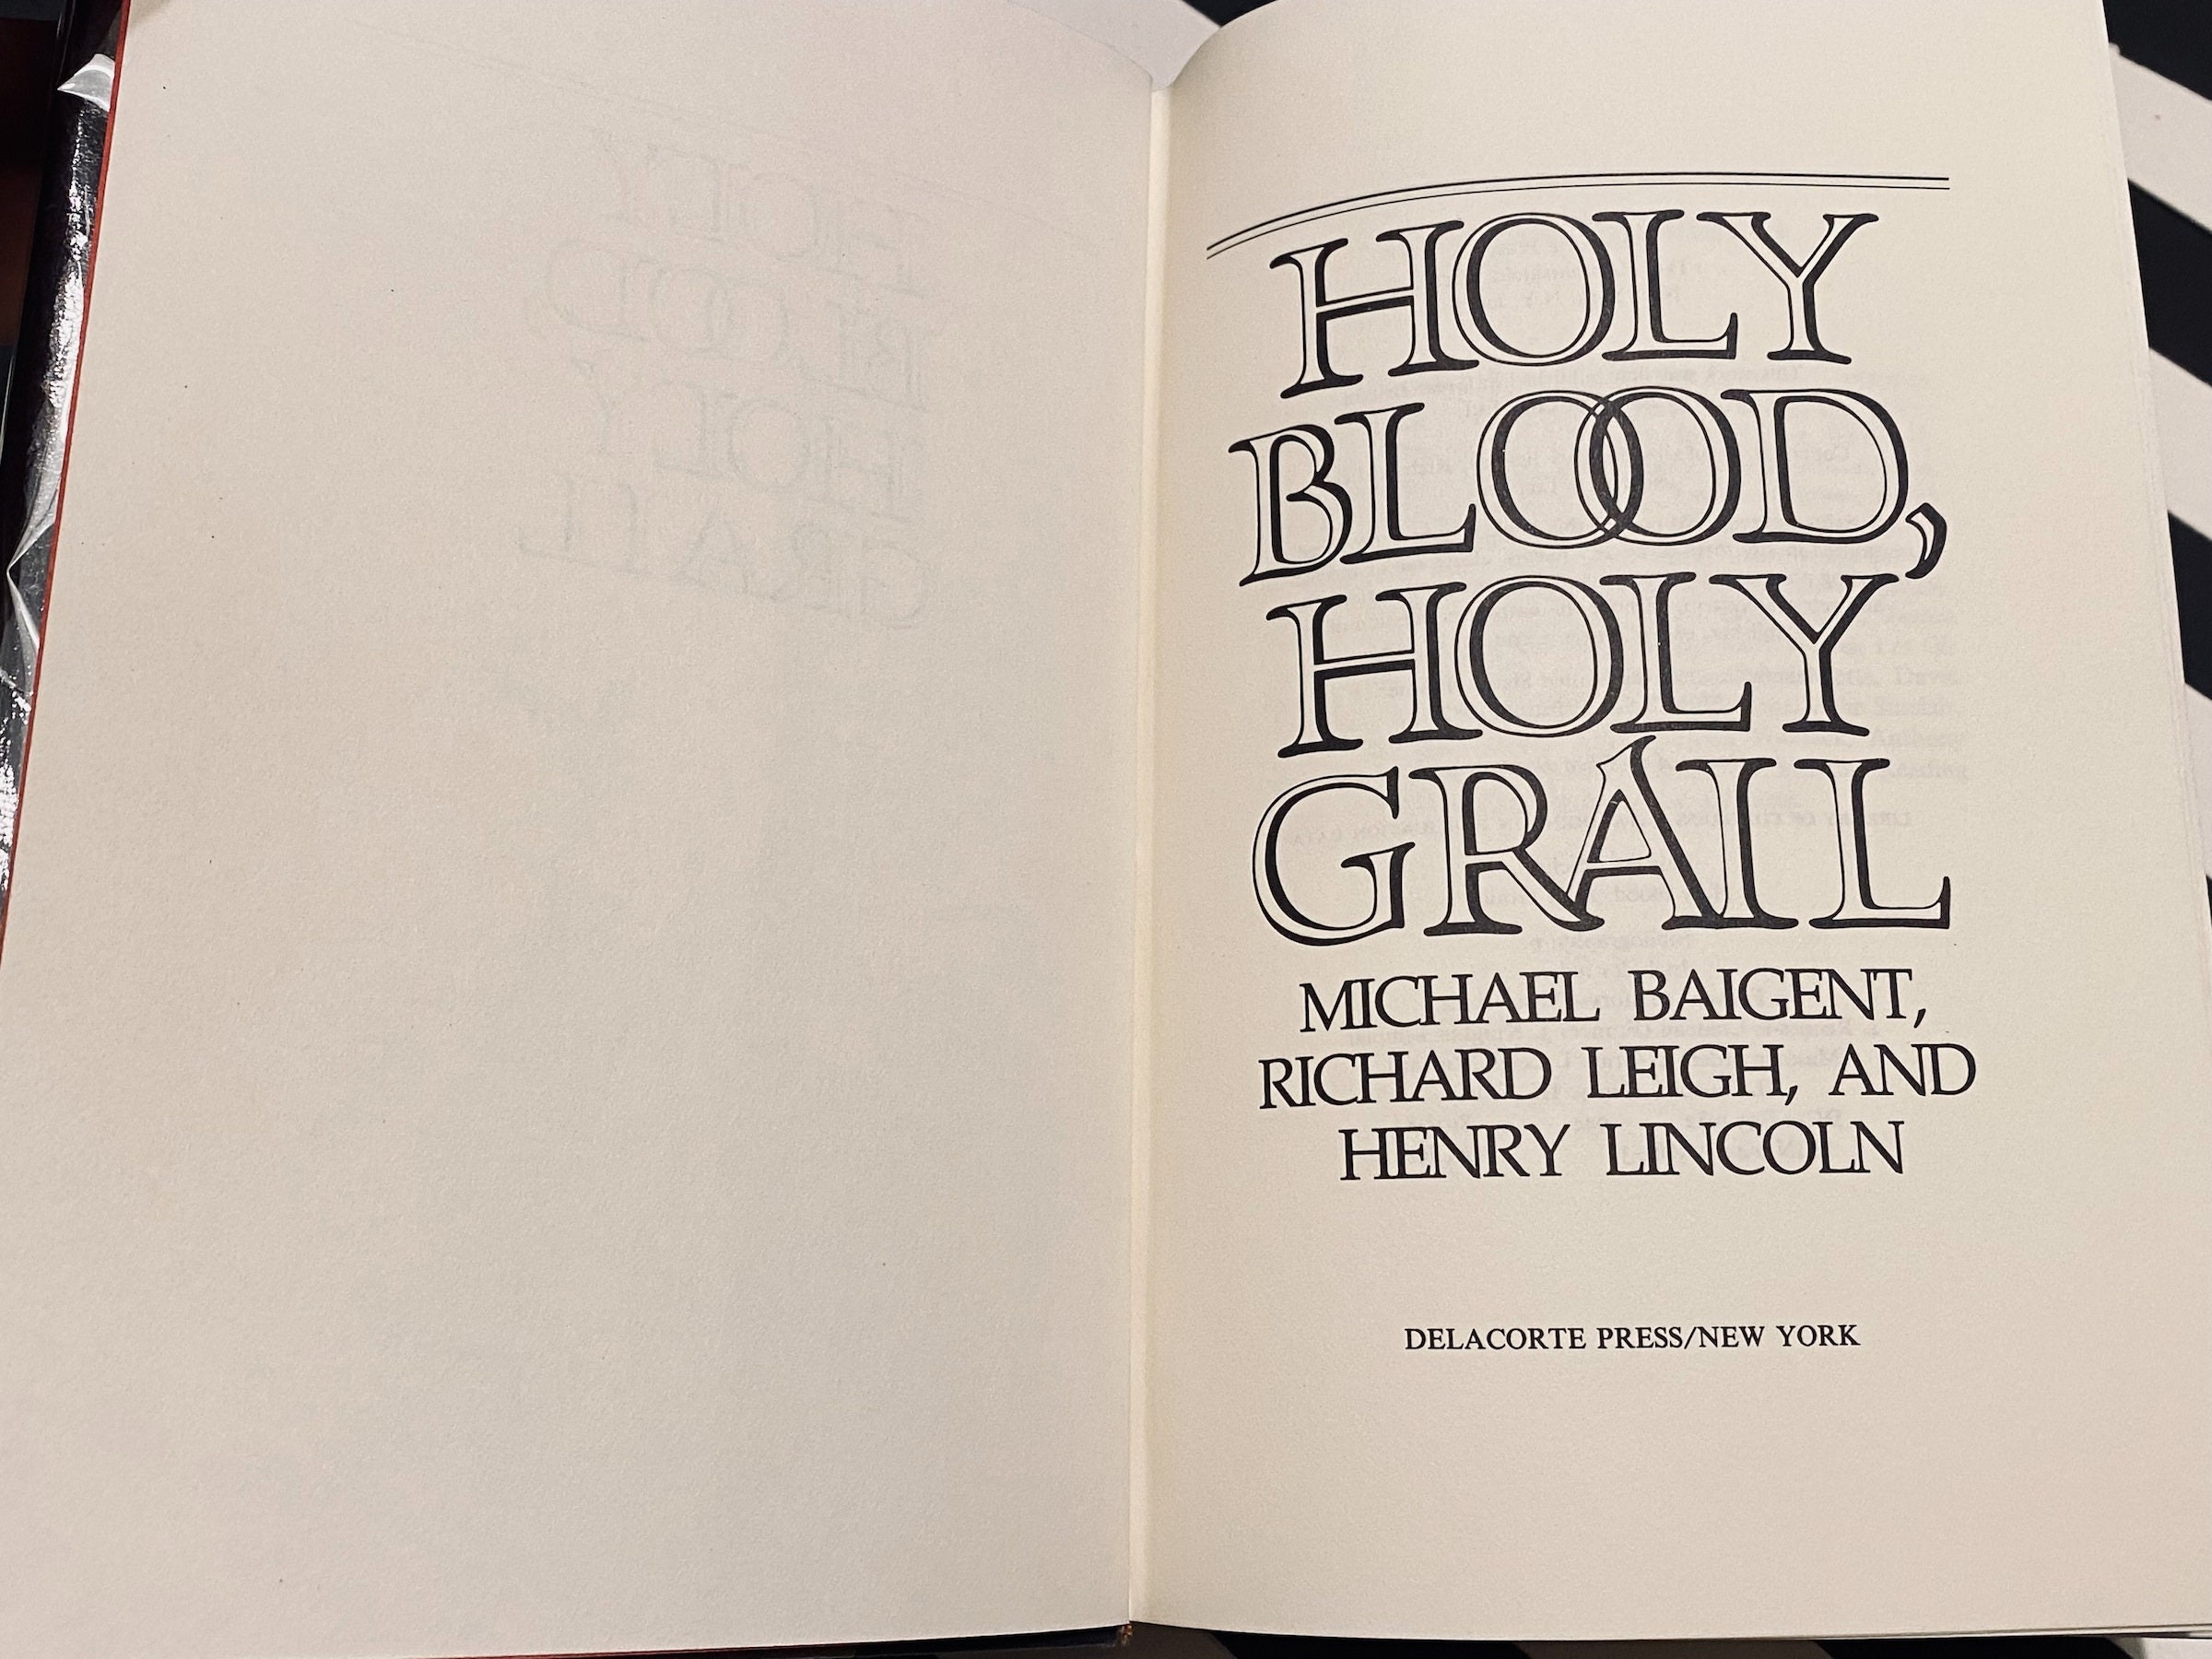 HOLY
BLOOD,
HOLY
GRAIL
MICHAEL BAIGENT,
RICHARD LEIGH, AND
HENRY LINCOLN
DELACORTE PRESS/NEW YORK